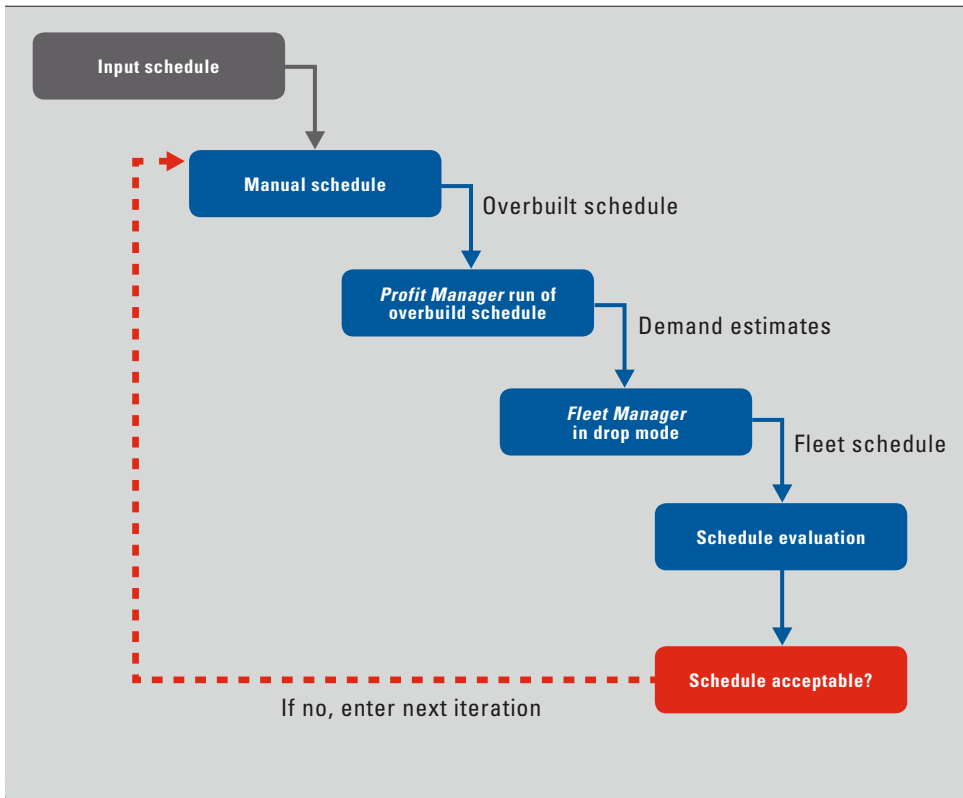 Input schedule
Manual schedule
Overbuilt schedule
Profit Manager run of
overbuild schedule
Demand estimates
Fleet Manager
in drop mode
Fleet schedule
Schedule evaluation
Schedule acceptable?
If no, enter next iteration